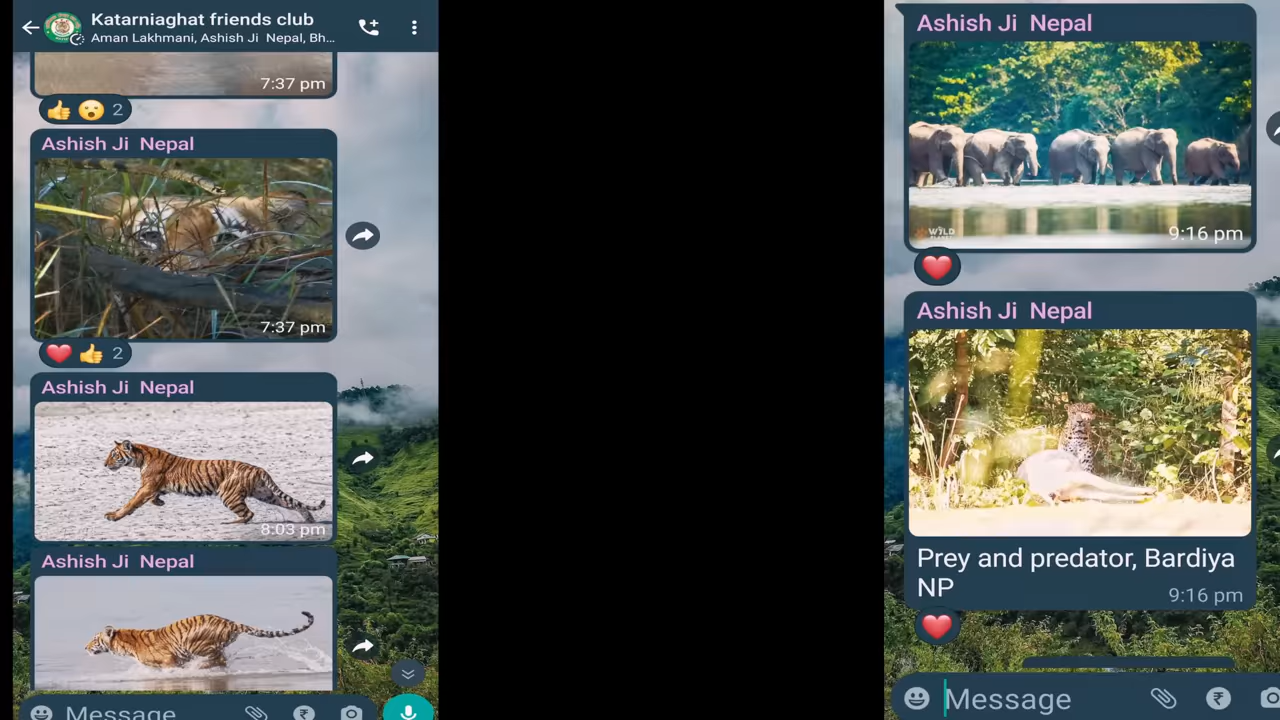 Katarniaghat friends club
Aman Lakhmani, Ashish Ji Nepal, Bh...
7:37 pm
2
Ashish Ji Nepal
7:37 pm
2
Ashish Ji Nepal
8:03 pm
Ashish Ji Nepal
Message
Ashish Ji Nepal
WILD
9:16 pm
Ashish Ji Nepal
Prey and predator, Bardiya
NP
9:16 pm
Message